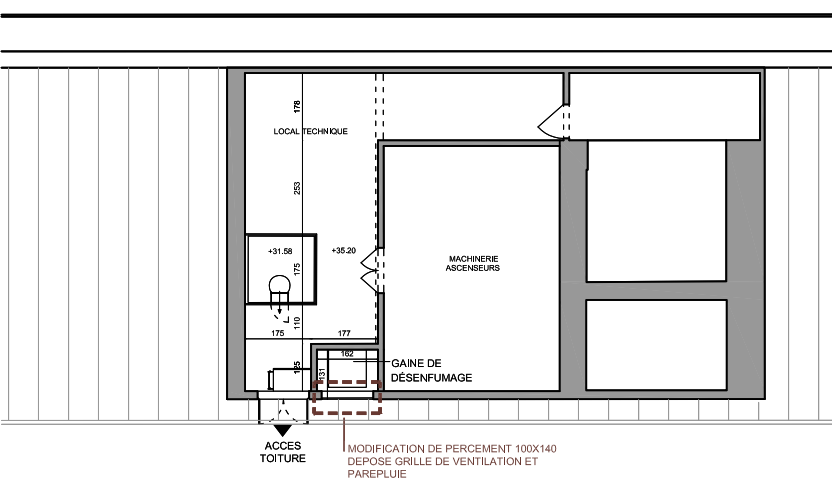 178
LOCAL TECHNIQUE
253
+31.58
+35.20
175
MACHINERIE
ASCENSEURS
110
175
177
162
GAINE DE
DÉSENFUMAGE
125
131
ACCES
TOITURE
MODIFICATION DE PERCEMENT 100X140
DEPOSE GRILLE DE VENTILATION ET
PAREPLUIE